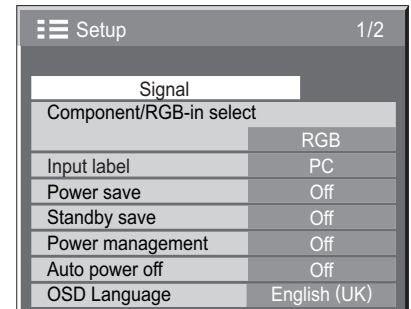 Setup 1/2
Signal
Component/RGB-in select
RGB
Input label PC
Power save Off
Standby save Off
Power management Off
Auto power off Off
OSD Language English (UK)